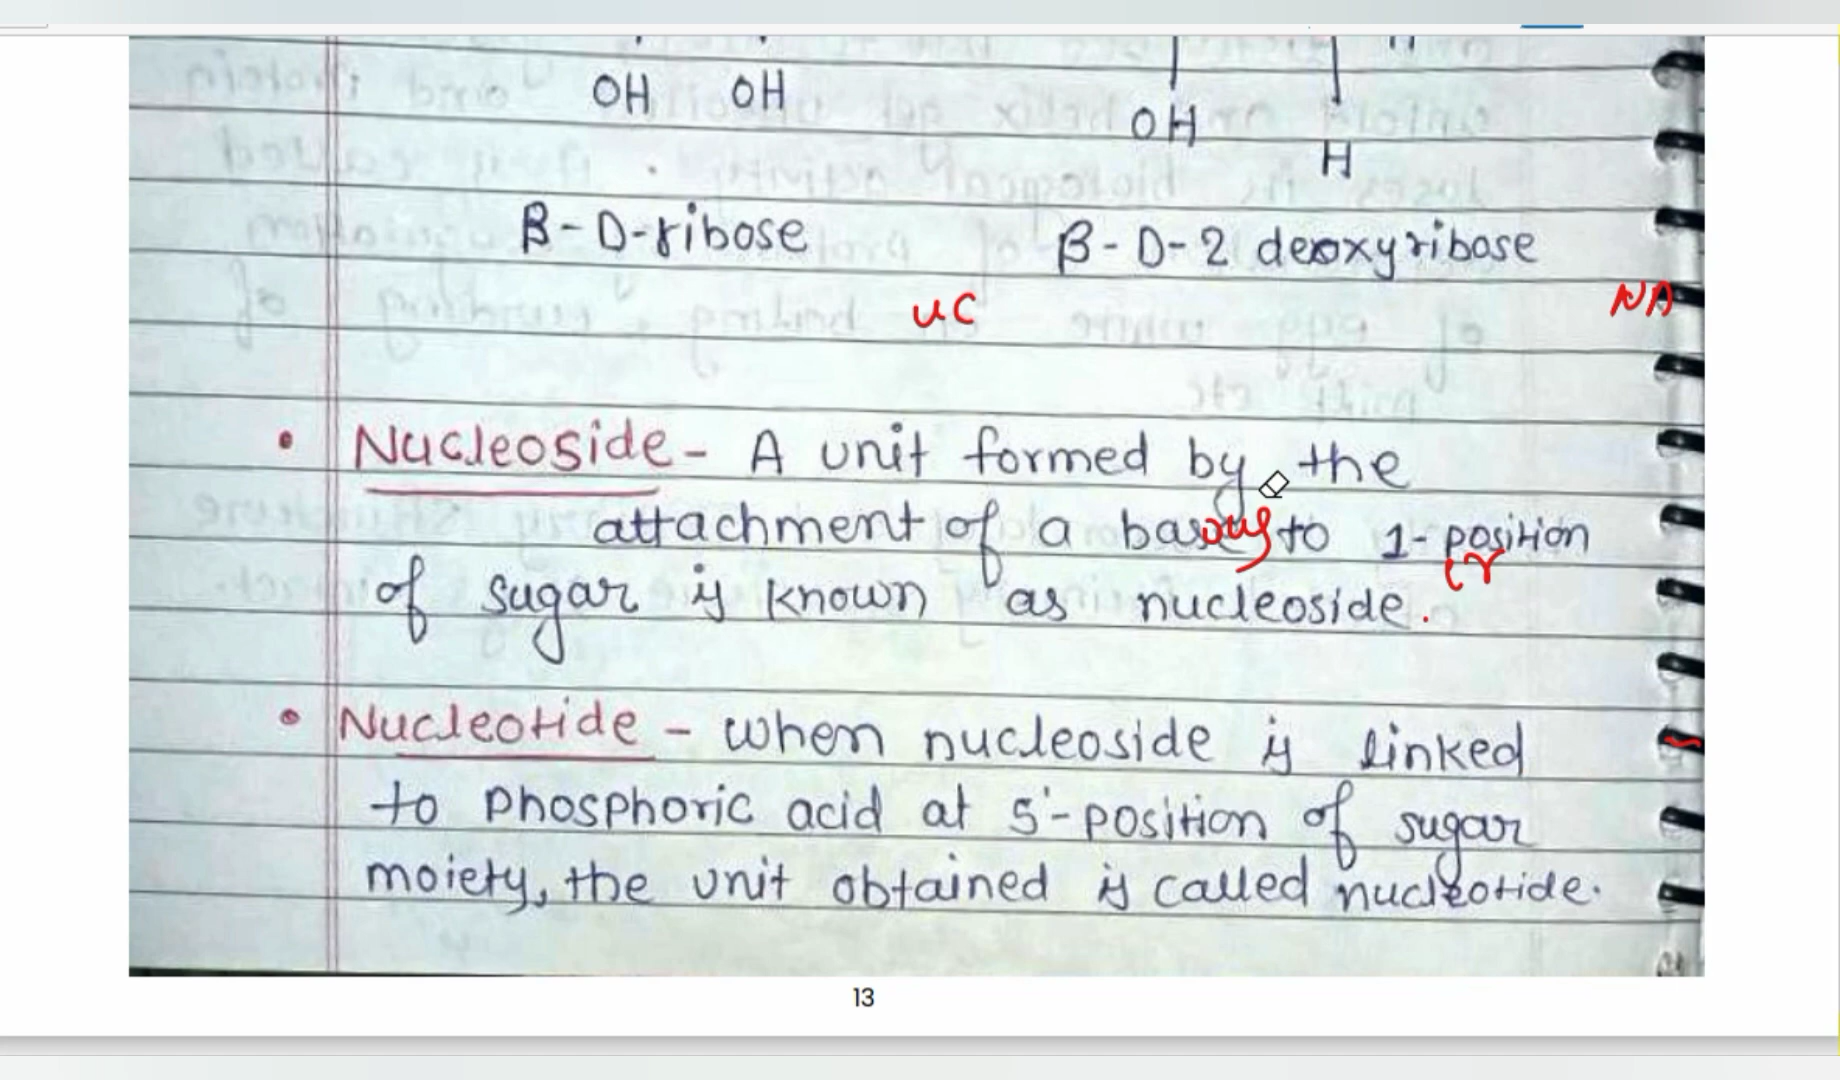 OH OH
OH
H
β-D-ribose β-D-2 deoxyribose
uc NA
• Nucleoside - A unit formed by the
attachment of a base to 1-position
of sugar is known as nucleoside.
• Nucleotide - when nucleoside is linked
to phosphoric acid at 5'-position of sugar
moiety, the unit obtained is called nucleotide.
13